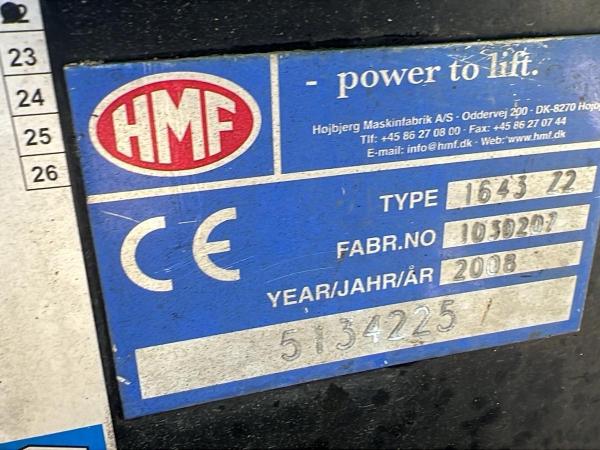 22
23
24
25
26
HMF
- power to lift.
Højbjerg Maskinfabrik A/S - Oddervej 200 - DK-8270 Højb
Tlf: +45 86 27 08 00 - Fax: +45 86 27 07 44
E-mail: info@hmf.dk - Web: www.hmf.dk
CE
TYPE 1643 Z2
FABR.NO 1030207
YEAR/JAHR/ÅR 2008
5134225 /